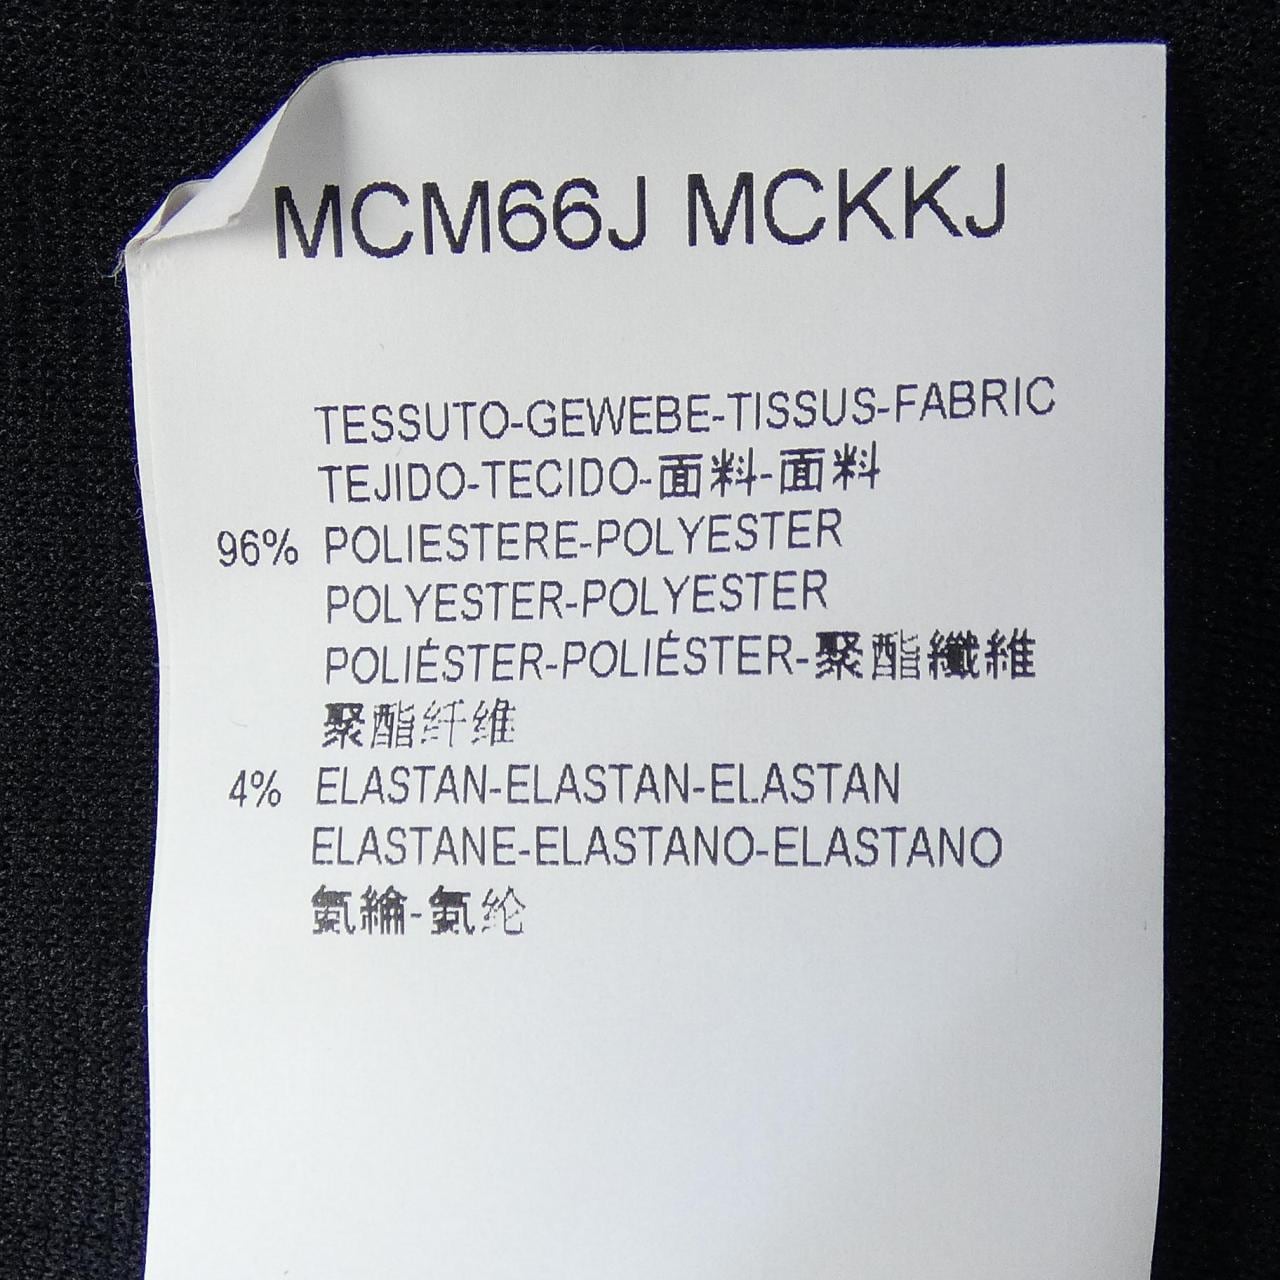 MCM66J MCKKJ
TESSUTO-GEWEBE-TISSUS-FABRIC
TEJIDO-TECIDO-面料-面料
96% POLIESTERE-POLYESTER
POLYESTER-POLYESTER
POLIÉSTER-POLIÉSTER-聚酯纖維
聚酯纤维
4% ELASTAN-ELASTAN-ELASTAN
ELASTANE-ELASTANO-ELASTANO
氨綸-氨纶